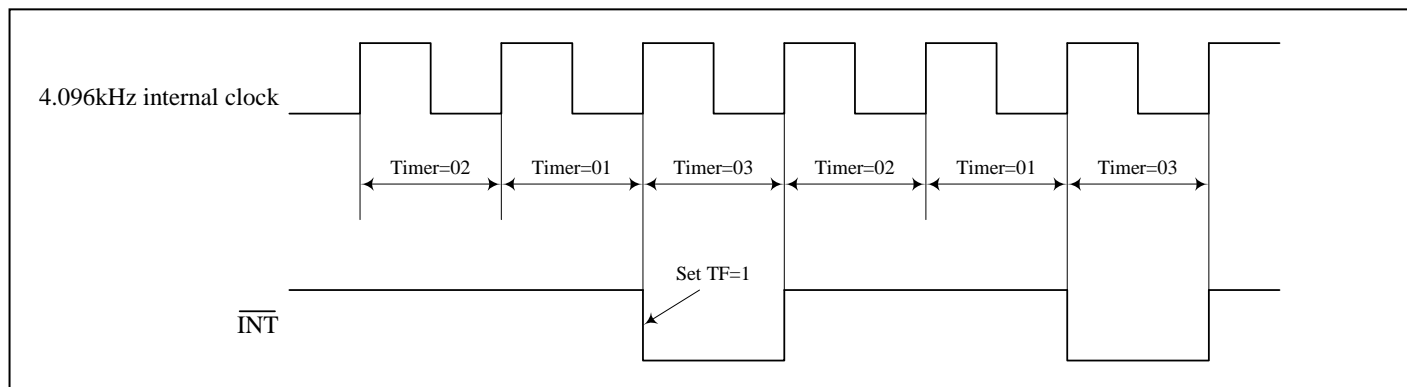 4.096kHz internal clock
Timer=02 Timer=01 Timer=03 Timer=02 Timer=01 Timer=03
Set TF=1
INT